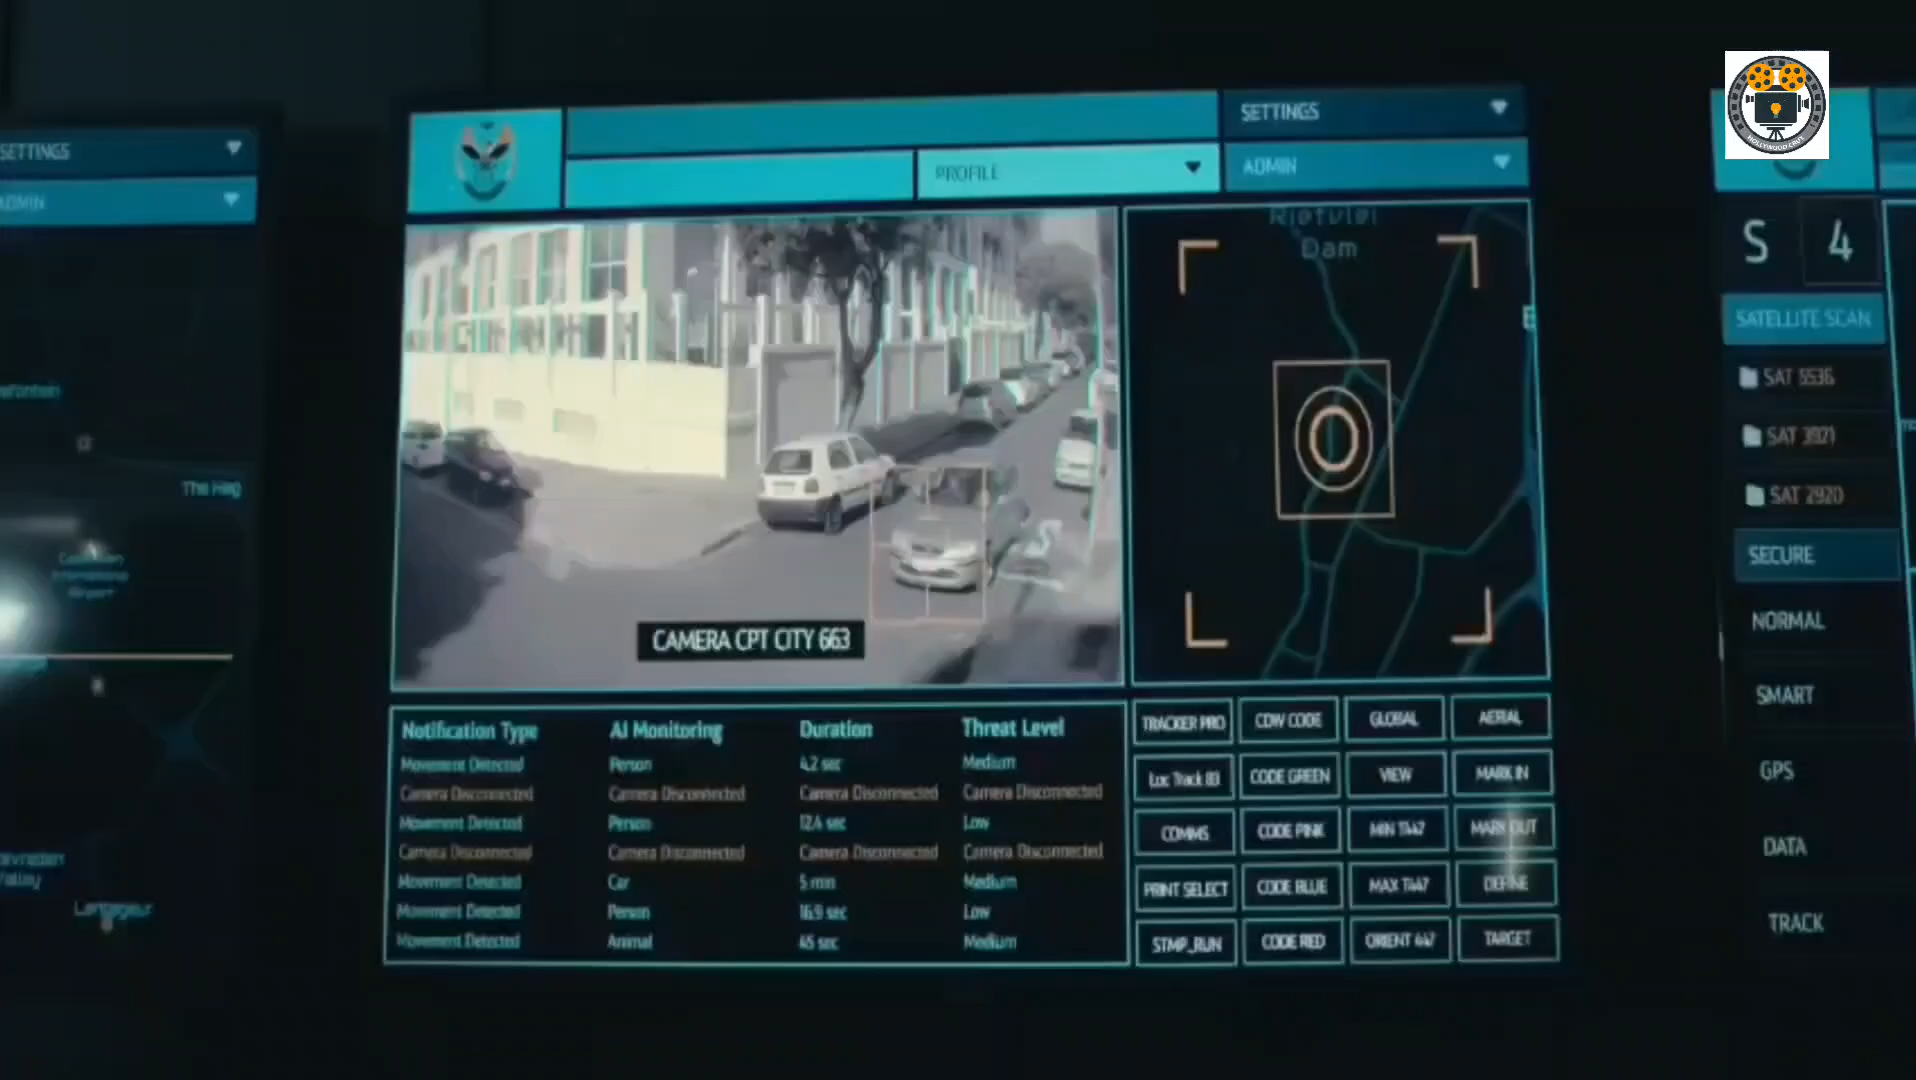 SETTINGS
ADMIN
The Hag
SETTINGS
PROFILE
ADMIN
HOLLYWOOD CAVE
Rietvlei
Dam
CAMERA CPT CITY 663
Notification Type AI Monitoring Duration Threat Level
Movement Detected Person 4.2 sec Medium
Camera Disconnected Camera Disconnected Camera Disconnected Camera Disconnected
Movement Detected Person 12.4 sec Low
Camera Disconnected Camera Disconnected Camera Disconnected Camera Disconnected
Movement Detected Car 5 min Medium
Movement Detected Person 16.9 sec Low
Movement Detected Animal 45 sec Medium
TRACKER PRO CDW CODE GLOBAL AERIAL
Loc Track 83 CODE GREEN VIEW MARK IN
COMMS CODE PINK MIN T447 MARK OUT
PRINT SELECT CODE BLUE MAX T447 DEFINE
STMP_RUN CODE RED ORIENT 447 TARGET
S 4
SATELLITE SCAN
SAT 5536
SAT 3921
SAT 2920
SECURE
NORMAL
SMART
GPS
DATA
TRACK